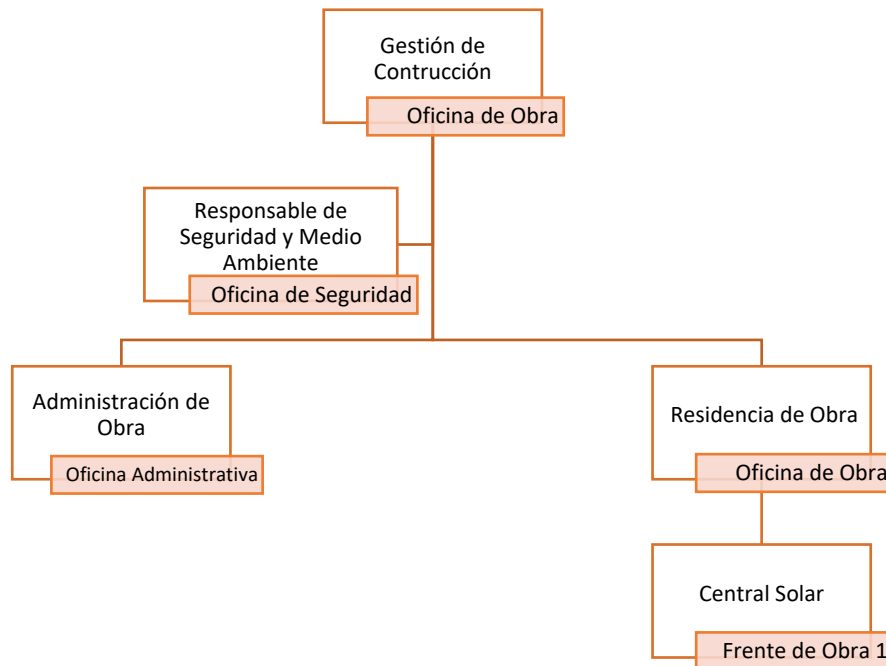 Gestión de
Contrucción
Oficina de Obra
Responsable de
Seguridad y Medio
Ambiente
Oficina de Seguridad
Administración de
Obra
Oficina Administrativa
Residencia de Obra
Oficina de Obra
Central Solar
Frente de Obra 1